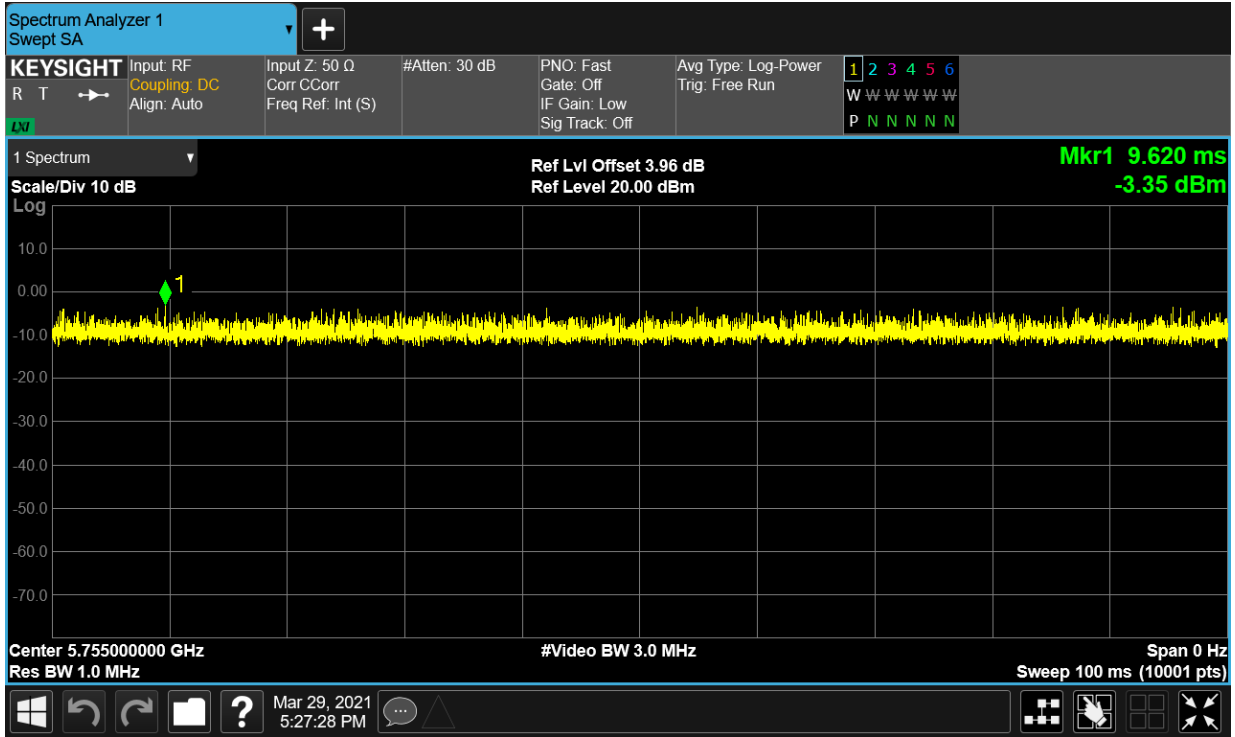 Spectrum Analyzer 1
Swept SA
KEYSIGHT
R T
LXI
Input: RF
Coupling: DC
Align: Auto
Input Z: 50 Ω
Corr CCorr
Freq Ref: Int (S)
#Atten: 30 dB
PNO: Fast
Gate: Off
IF Gain: Low
Sig Track: Off
Avg Type: Log-Power
Trig: Free Run
1 2 3 4 5 6
W W W W W W
P N N N N N
1 Spectrum
Scale/Div 10 dB
Log
Ref Lvl Offset 3.96 dB
Ref Level 20.00 dBm
Mkr1 9.620 ms
-3.35 dBm
10.0
1
0.00
-10.0
-20.0
-30.0
-40.0
-50.0
-60.0
-70.0
Center 5.755000000 GHz
Res BW 1.0 MHz
#Video BW 3.0 MHz
Span 0 Hz
Sweep 100 ms (10001 pts)
?
Mar 29, 2021
5:27:28 PM